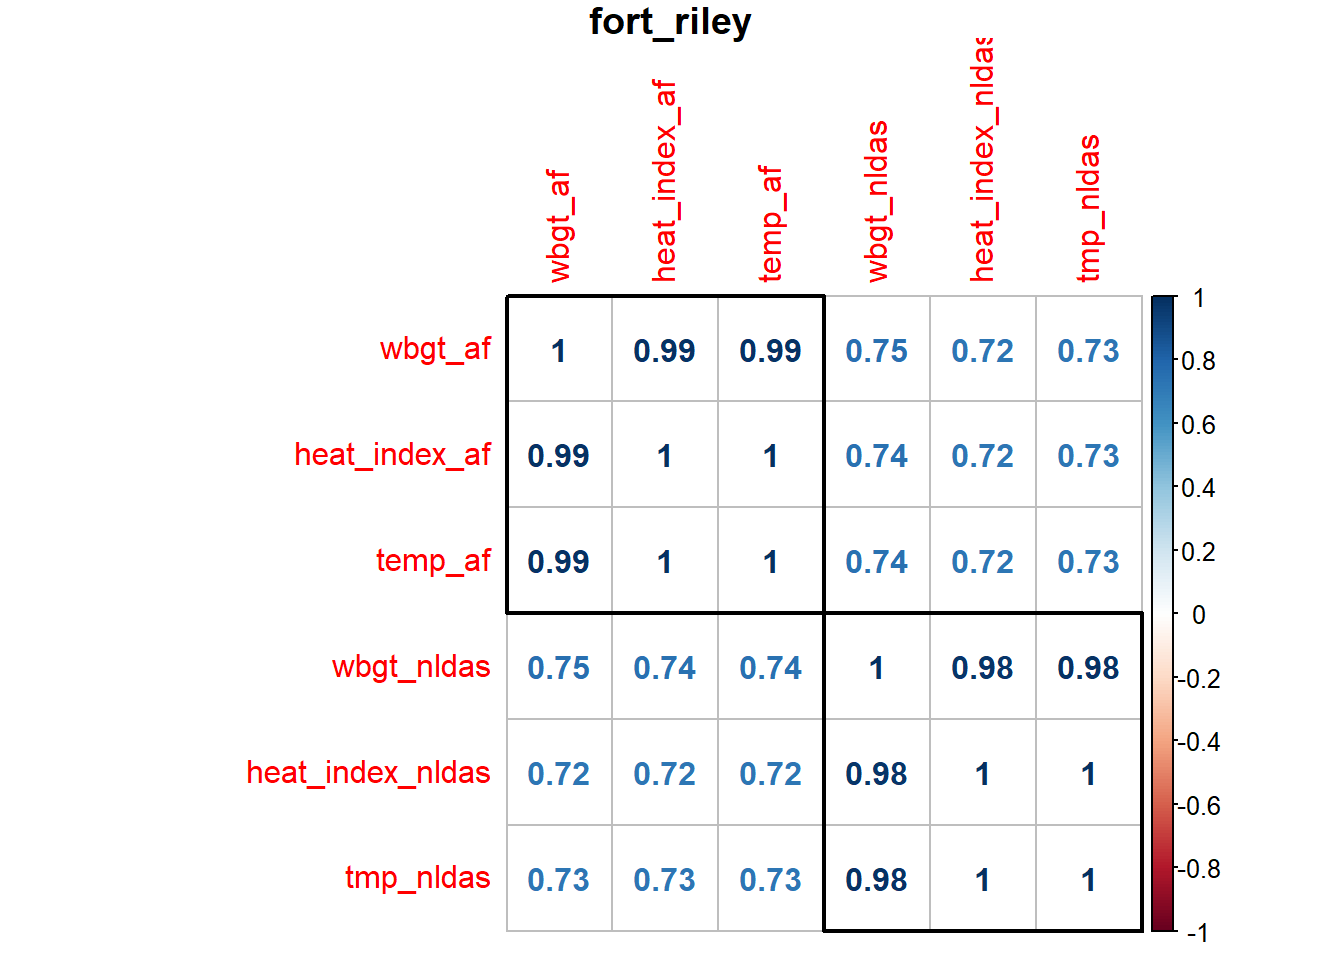 fort_riley
wbgt_af heat_index_af temp_af wbgt_nldas heat_index_nldas tmp_nldas
wbgt_af 1 0.99 0.99 0.75 0.72 0.73
heat_index_af 0.99 1 1 0.74 0.72 0.73
temp_af 0.99 1 1 0.74 0.72 0.73
wbgt_nldas 0.75 0.74 0.74 1 0.98 0.98
heat_index_nldas 0.72 0.72 0.72 0.98 1 1
tmp_nldas 0.73 0.73 0.73 0.98 1 1
1
0.8
0.6
0.4
0.2
0
-0.2
-0.4
-0.6
-0.8
-1